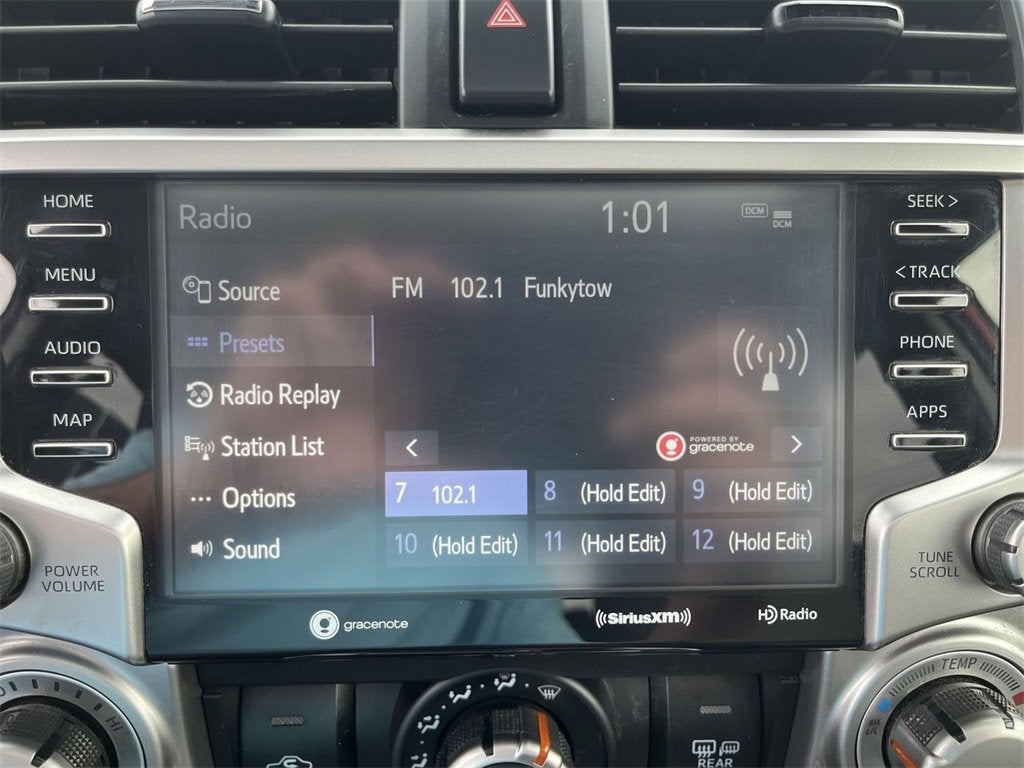 HOME
MENU
AUDIO
MAP
POWER
VOLUME
Radio
1:01
DCM
DCM
Source
Presets
Radio Replay
Station List
Options
Sound
FM 102.1 Funkytow
<
POWERED BY
gracenote
>
7 102.1
8 (Hold Edit)
9 (Hold Edit)
10 (Hold Edit)
11 (Hold Edit)
12 (Hold Edit)
gracenote
((SiriusXM))
HD Radio
SEEK >
< TRACK
PHONE
APPS
TUNE
SCROLL
HI
REAR
TEMP
MAX
A/C